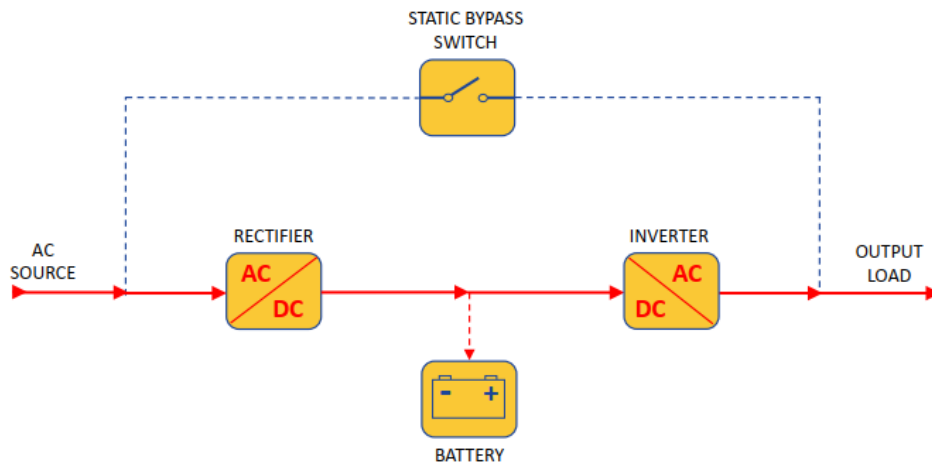 STATIC BYPASS
SWITCH
AC
SOURCE
RECTIFIER
AC
DC
INVERTER
AC
DC
OUTPUT
LOAD
- +
BATTERY